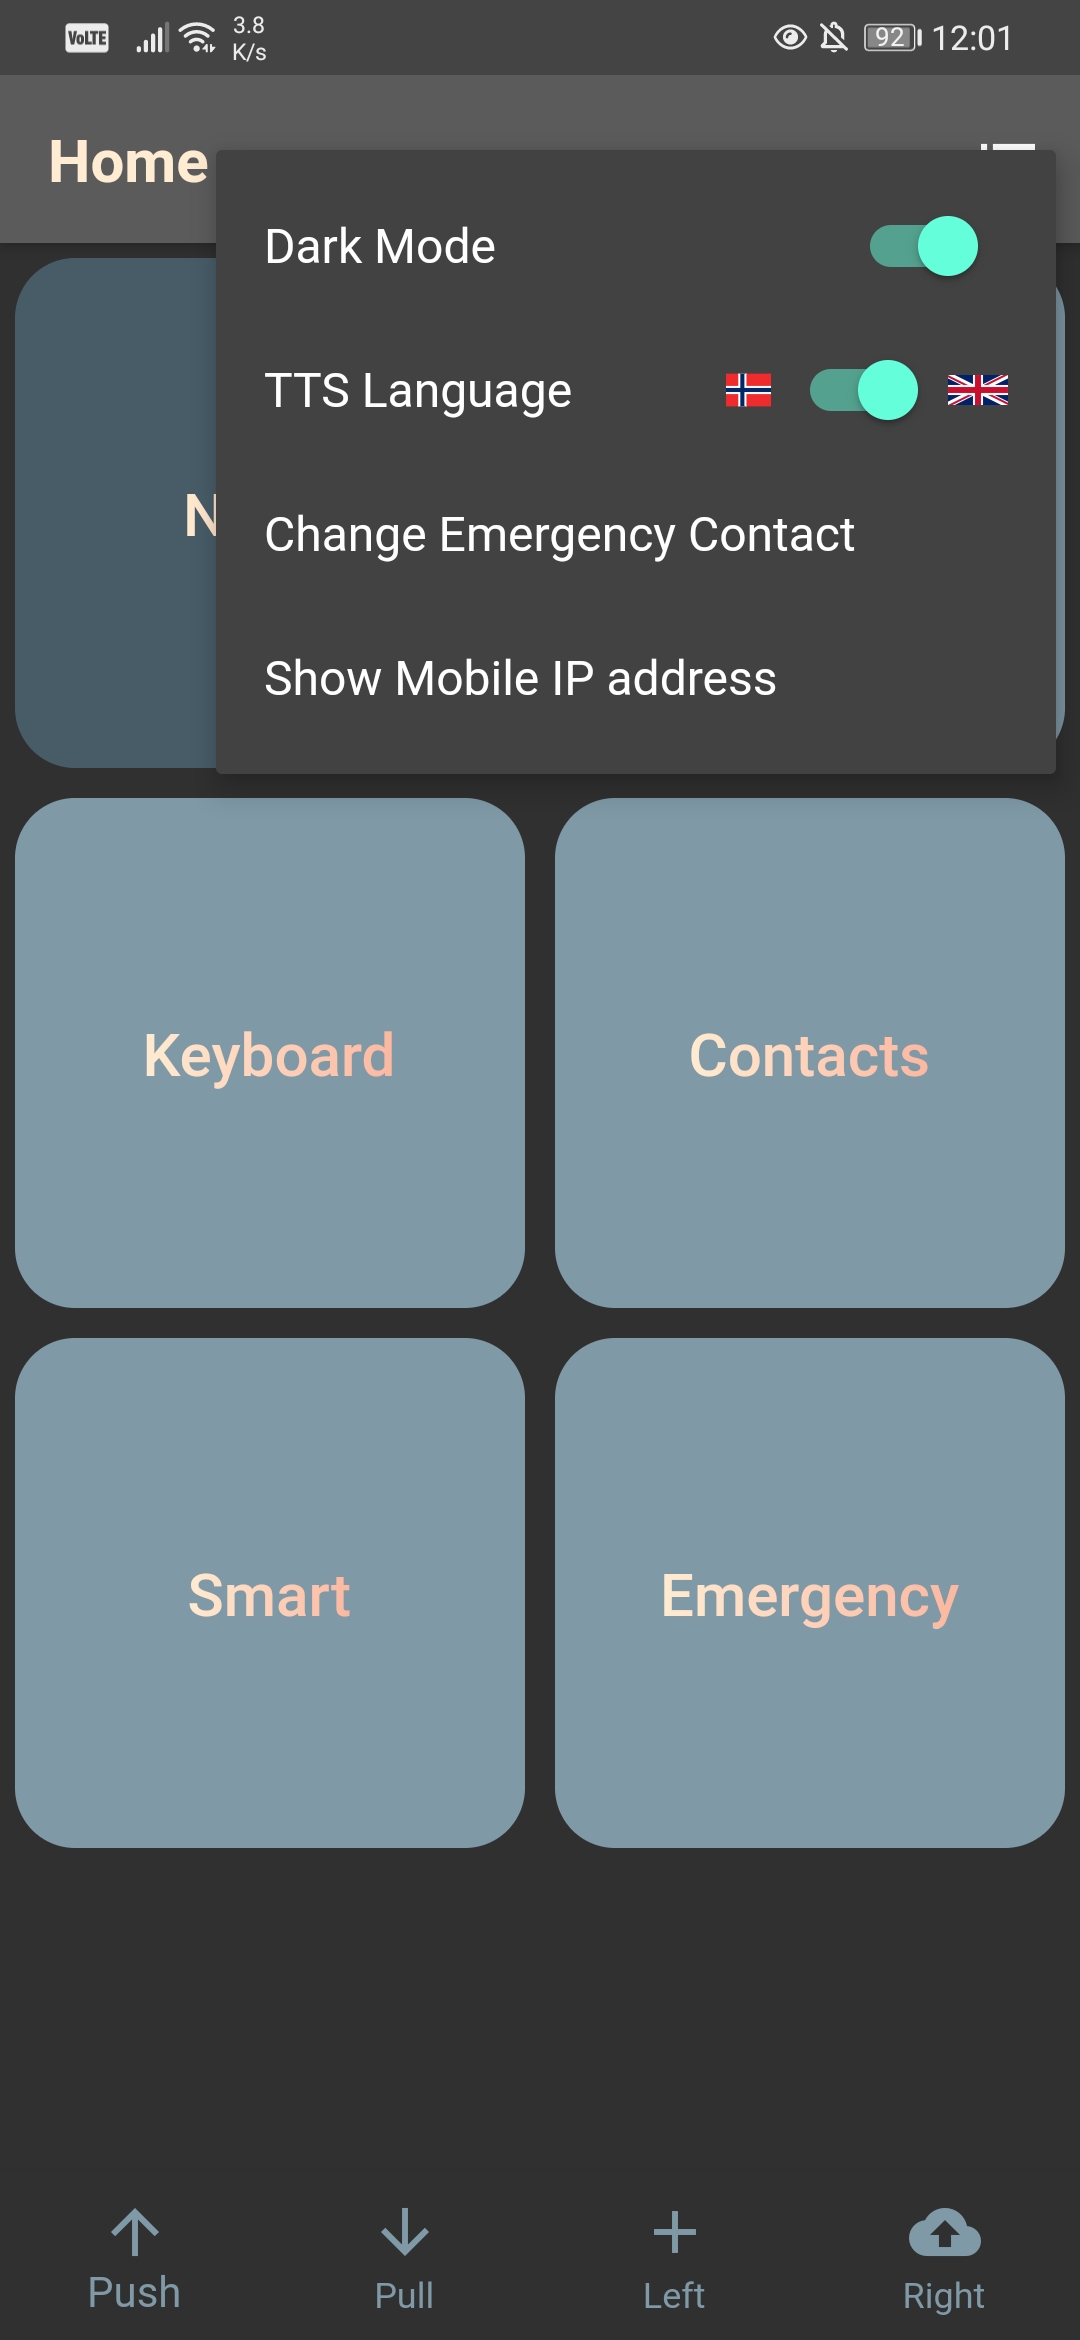 VoLTE 3.8 K/s 92 12:01
Home
Dark Mode
TTS Language
Change Emergency Contact
Show Mobile IP address
Keyboard Contacts
Smart Emergency
Push Pull Left Right